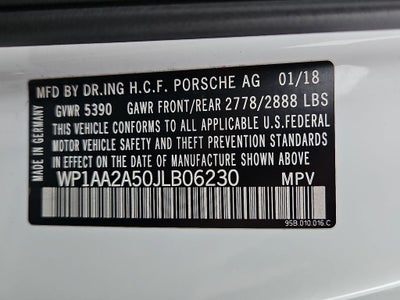 MFD BY DR.ING H.C.F. PORSCHE AG 01/18
GVWR 5390 GAWR FRONT/REAR 2778/2888 LBS
THIS VEHICLE CONFORMS TO ALL APPLICABLE U.S.FEDERAL
MOTOR VEHICLE SAFETY AND THEFT PREVENTION STANDARDS
IN EFFECT ON THE DATE OF MANUFACTURE SHOWN ABOVE
WP1AA2A50JLB06230 MPV
MADE IN GERMANY
95B.010.016 C